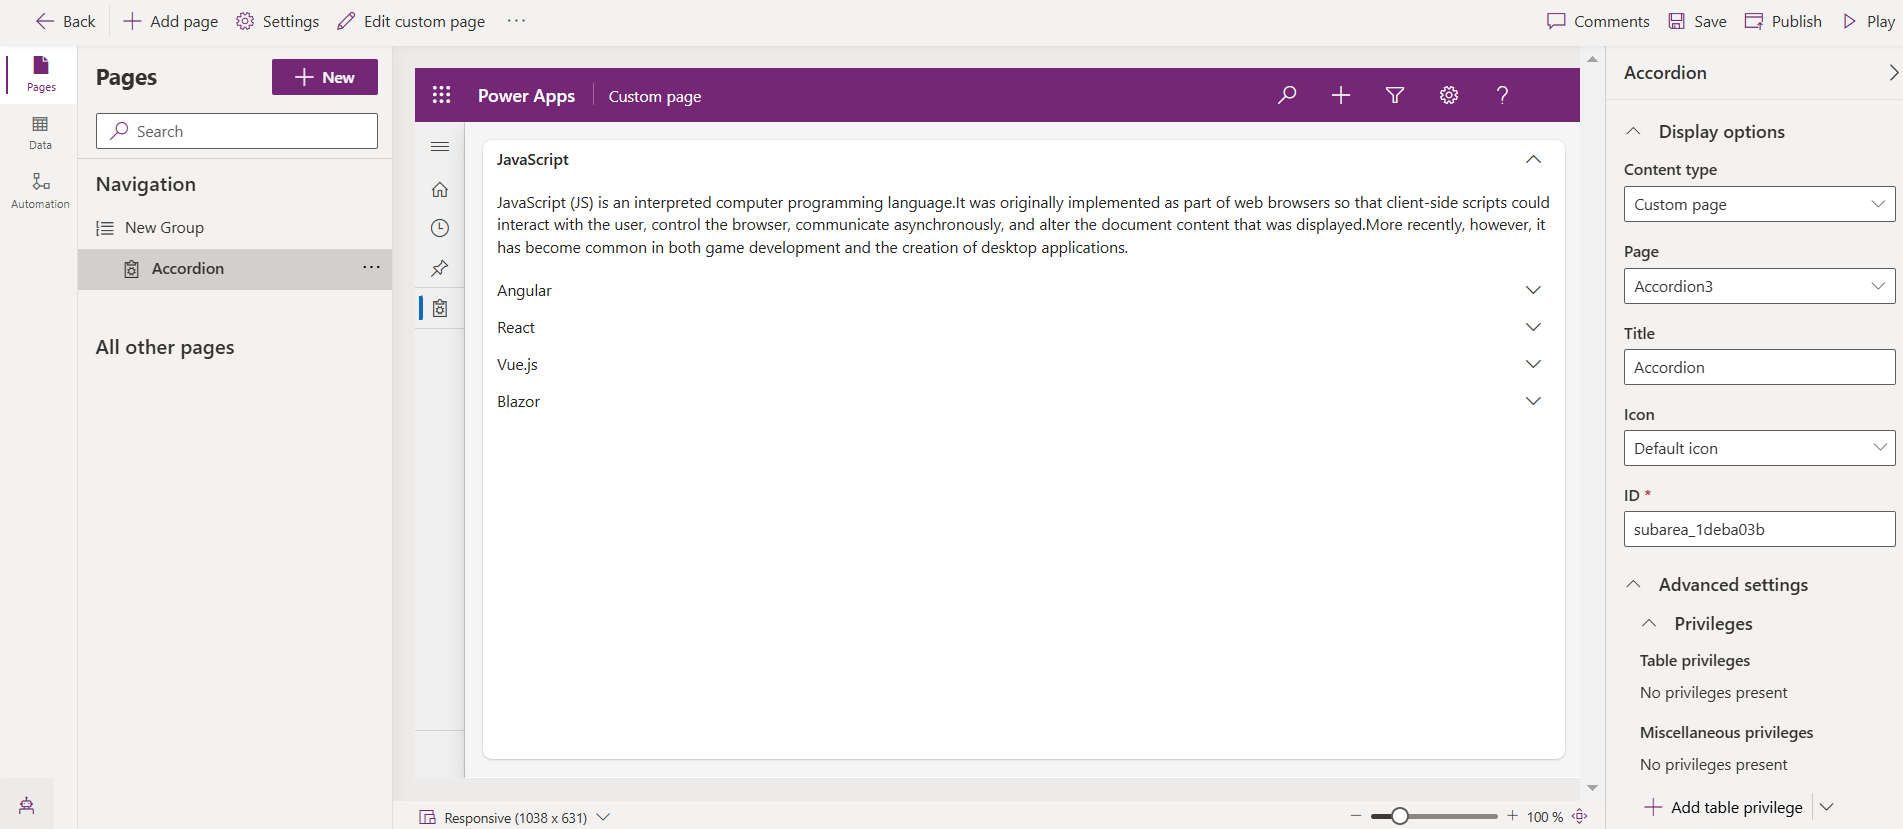 Back
Add page
Settings
Edit custom page
Comments
Save
Publish
Play
Pages
Data
Automation
Pages
New
Search
Navigation
New Group
Accordion
All other pages
Power Apps
Custom page
JavaScript
JavaScript (JS) is an interpreted computer programming language.It was originally implemented as part of web browsers so that client-side scripts could
interact with the user, control the browser, communicate asynchronously, and alter the document content that was displayed.More recently, however, it
has become common in both game development and the creation of desktop applications.
Angular
React
Vue.js
Blazor
Responsive (1038 x 631)
100 %
Accordion
Display options
Content type
Custom page
Page
Accordion3
Title
Accordion
Icon
Default icon
ID *
subarea_1deba03b
Advanced settings
Privileges
Table privileges
No privileges present
Miscellaneous privileges
No privileges present
Add table privilege